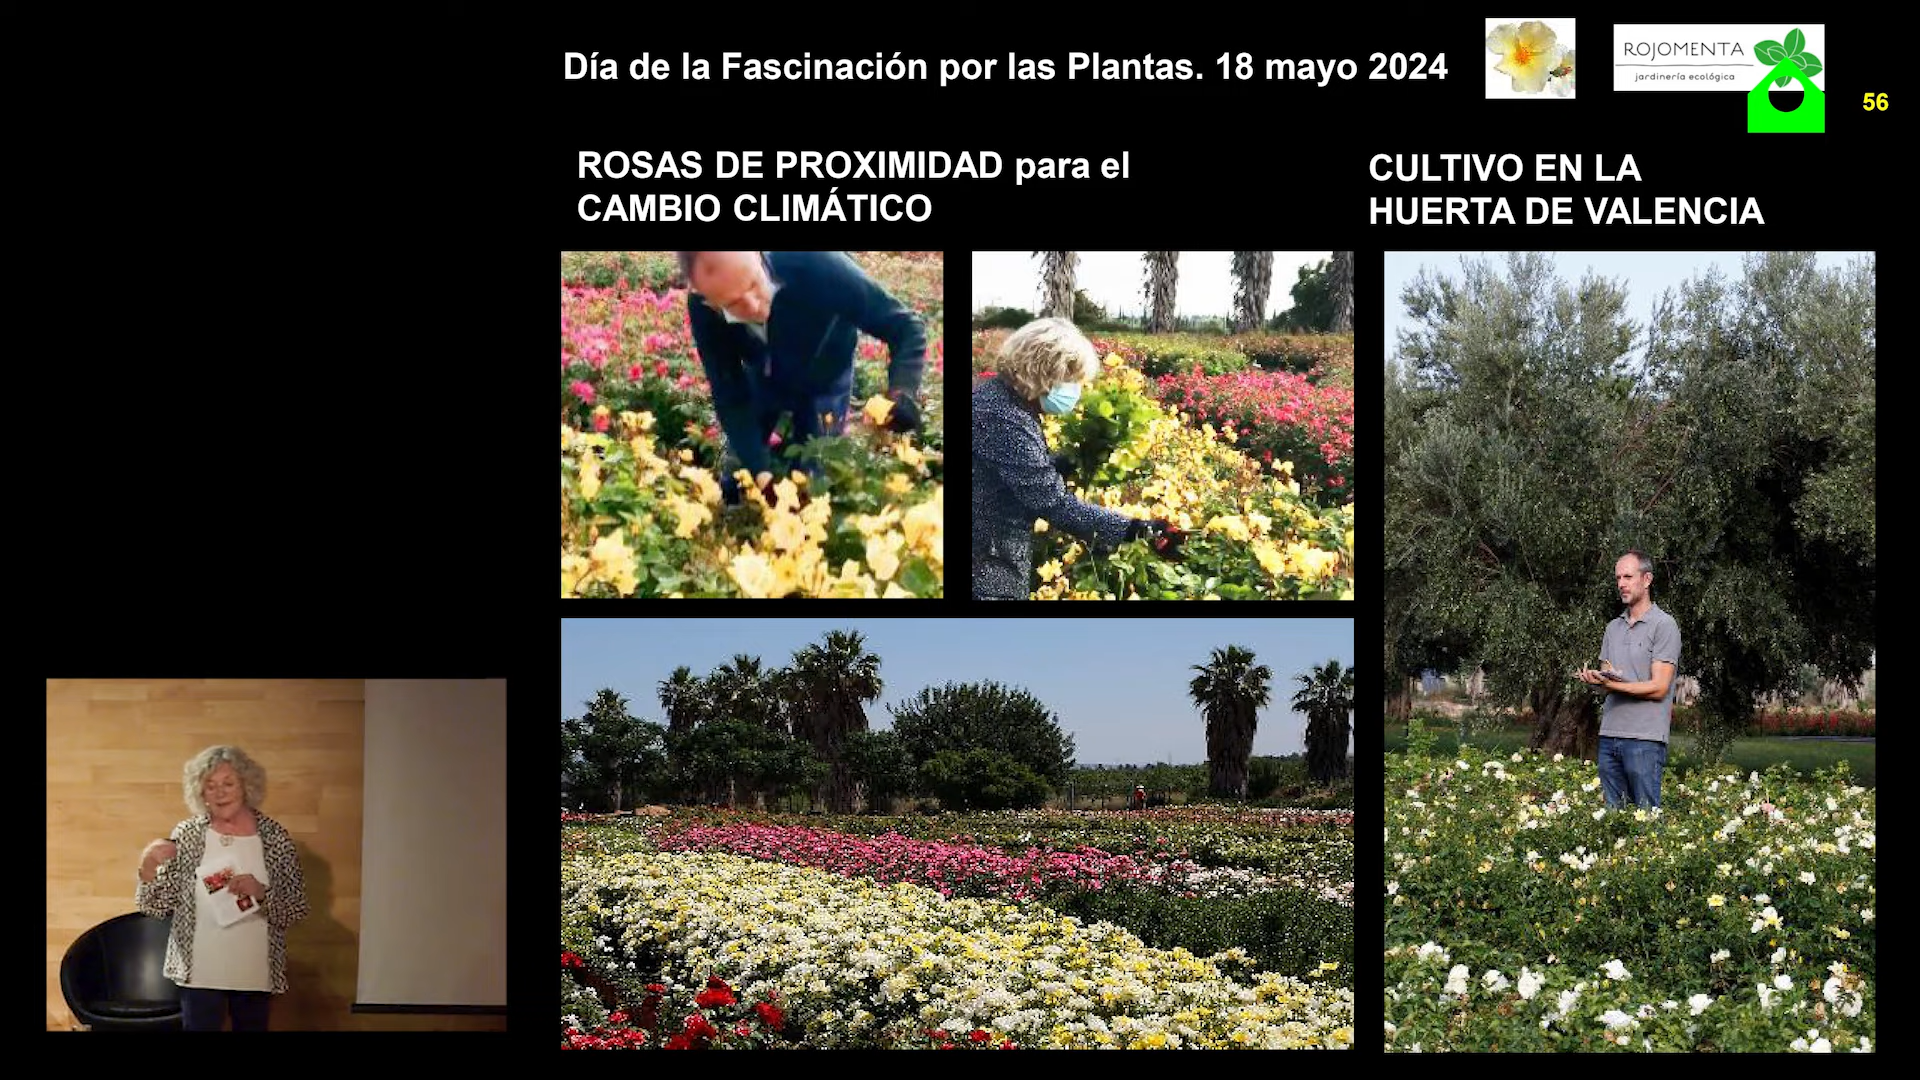 Día de la Fascinación por las Plantas. 18 mayo 2024
ROJOMENTA
jardinería ecológica
56
ROSAS DE PROXIMIDAD para el
CAMBIO CLIMÁTICO
CULTIVO EN LA
HUERTA DE VALENCIA